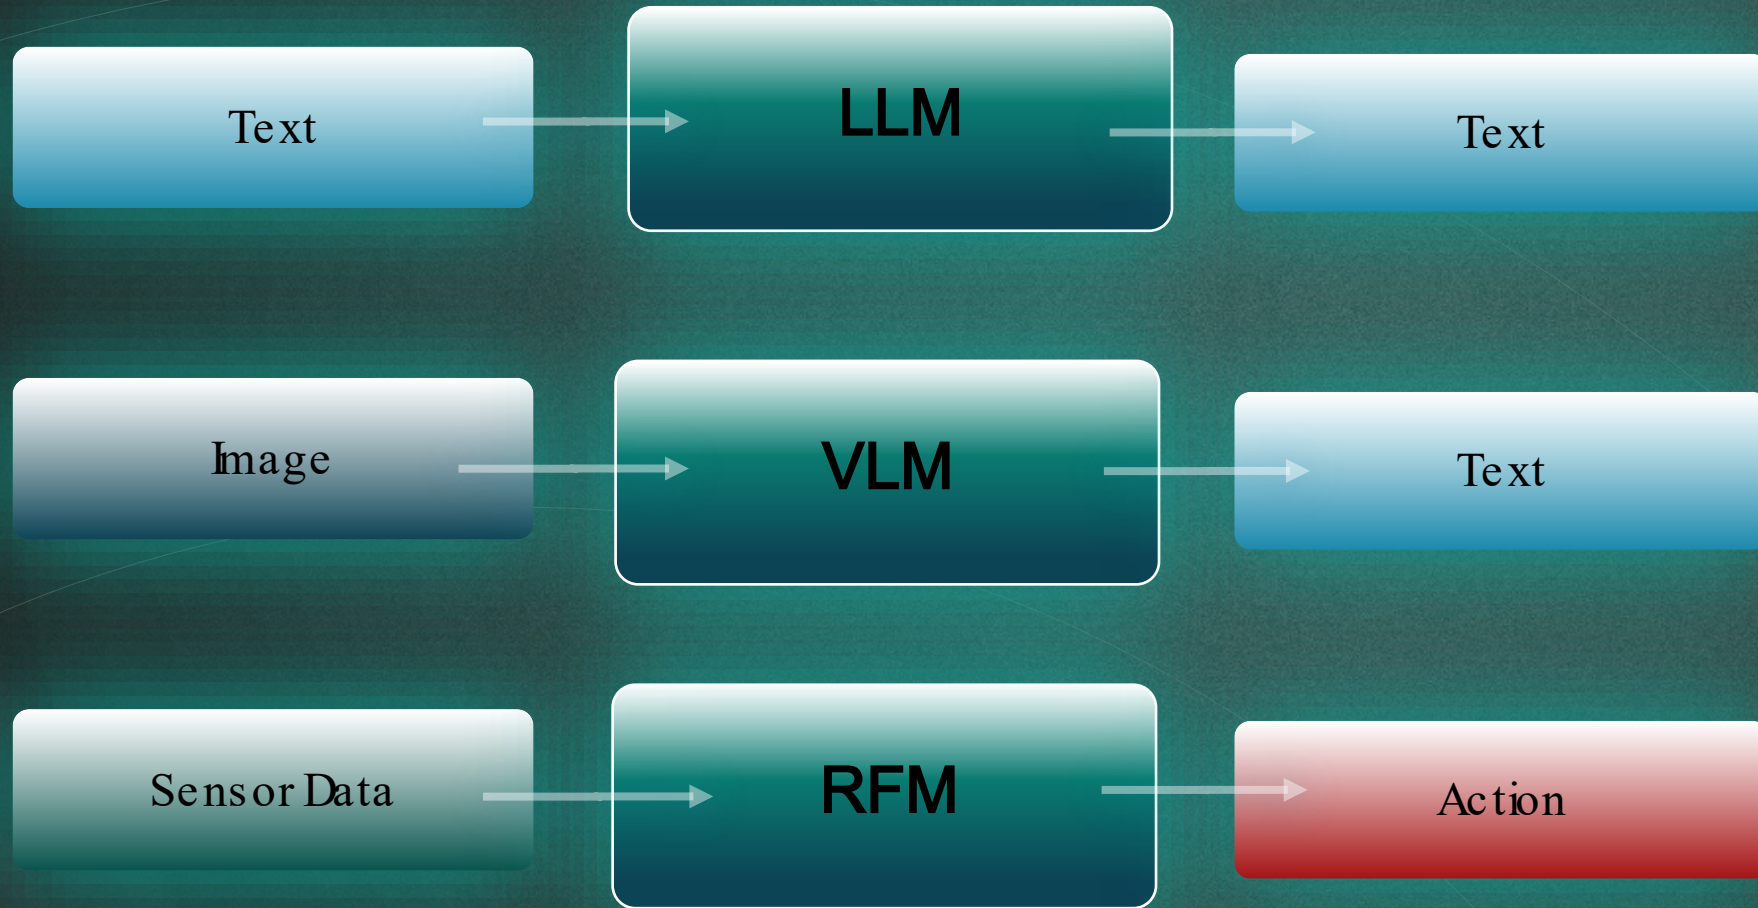 Text
LLM
Text
Image
VLM
Text
Sensor Data
RFM
Action